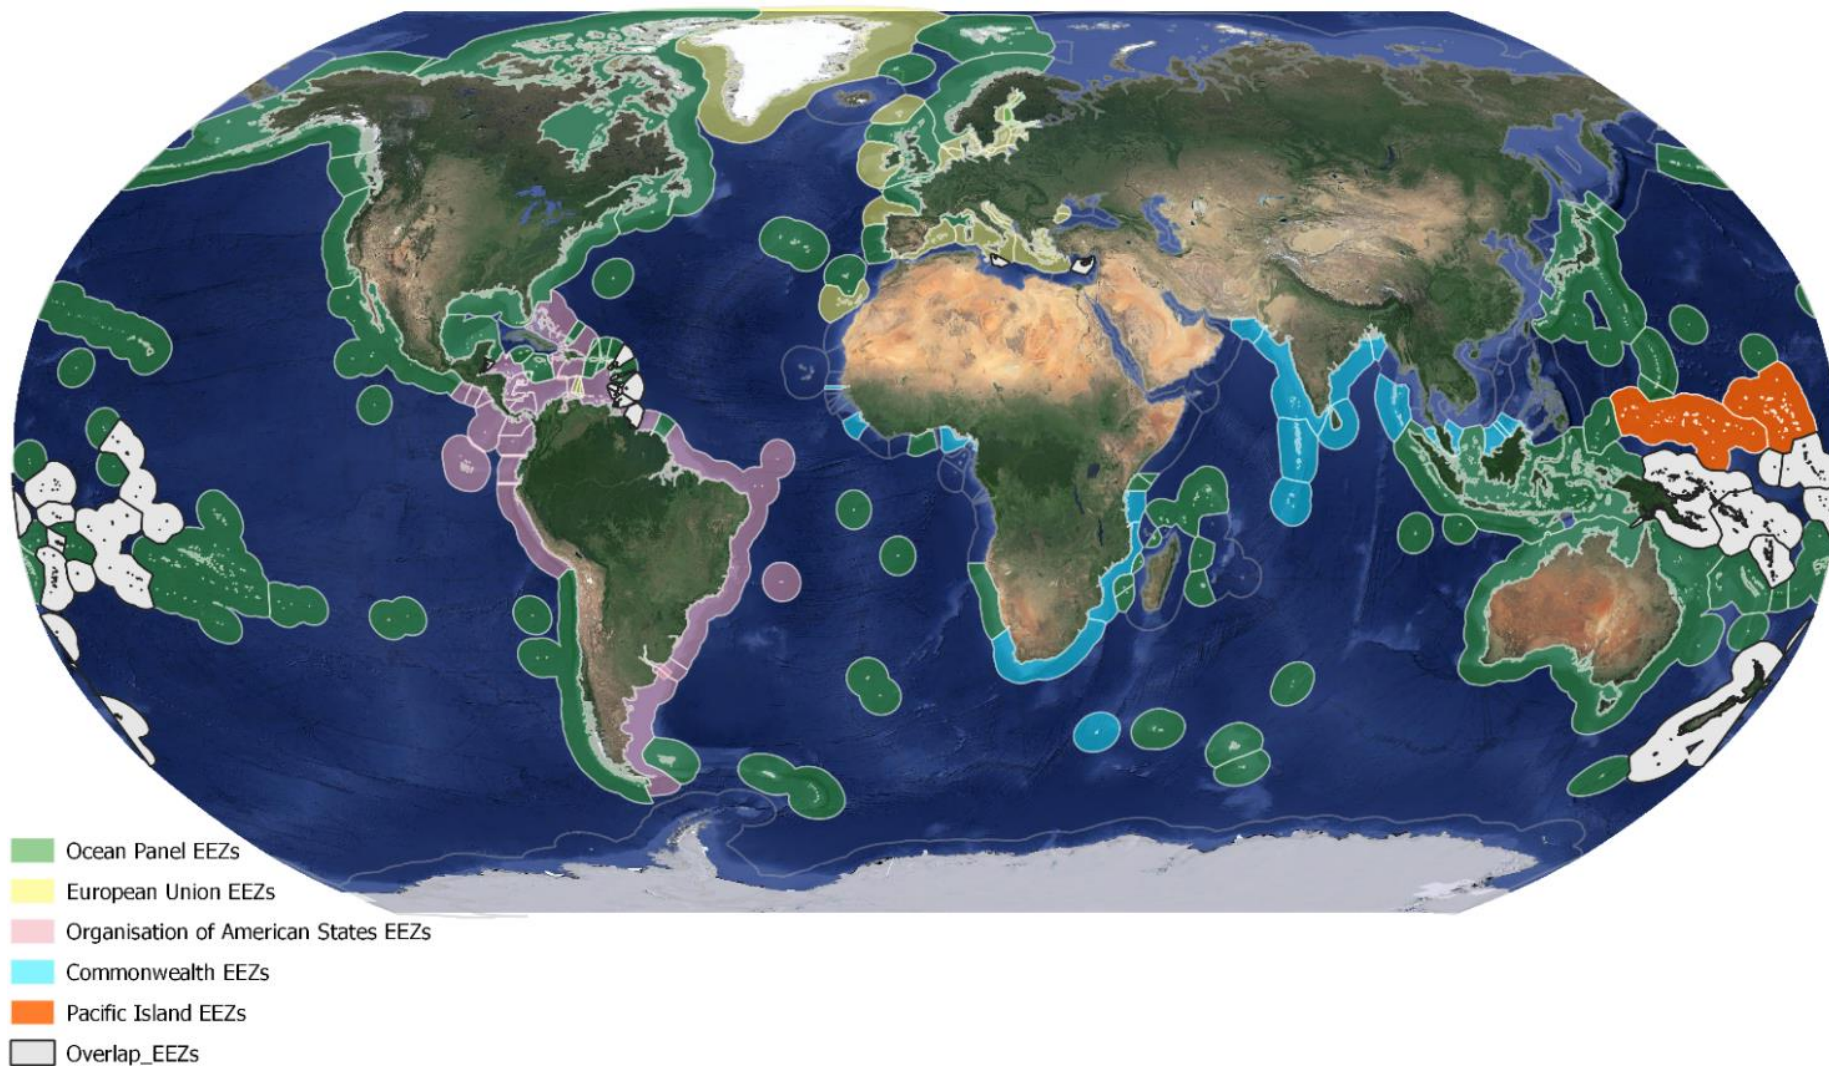 Ocean Panel EEZs
European Union EEZs
Organisation of American States EEZs
Commonwealth EEZs
Pacific Island EEZs
Overlap_EEZs